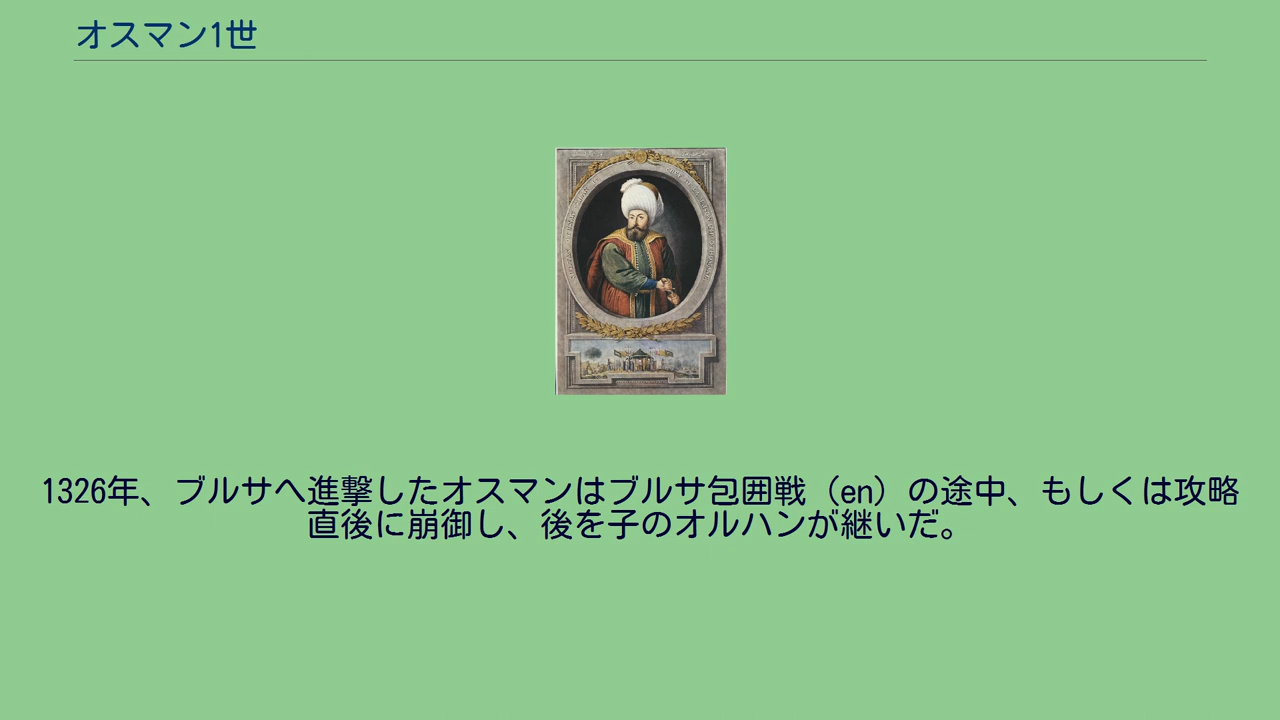 オスマン1世
1326年、ブルサへ進撃したオスマンはブルサ包囲戦（en）の途中、もしくは攻略
直後に崩御し、後を子のオルハンが継いだ。